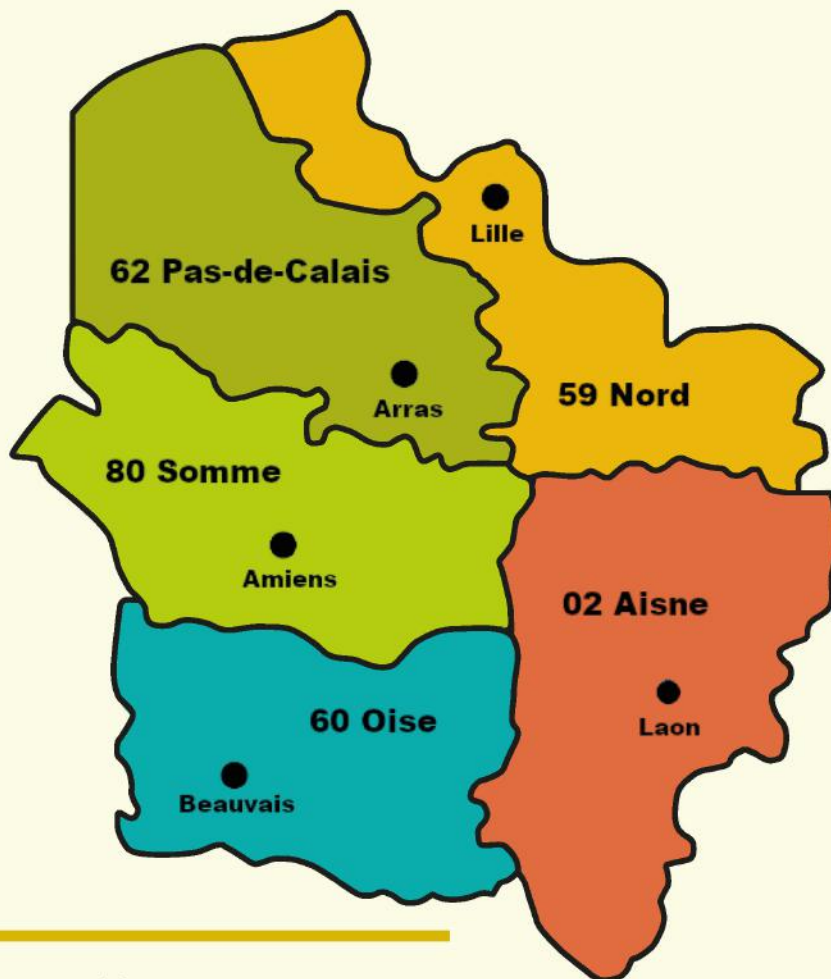 Lille
62 Pas-de-Calais
Arras
59 Nord
80 Somme
Amiens
02 Aisne
60 Oise
Laon
Beauvais